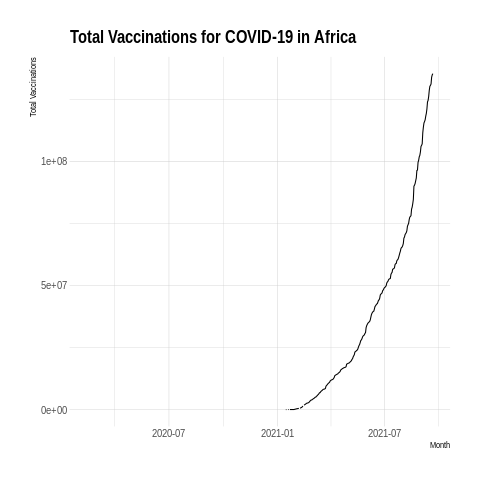 Total Vaccinations for COVID-19 in Africa
Total Vaccinations
1e+08
5e+07
0e+00
2020-07 2021-01 2021-07
Month